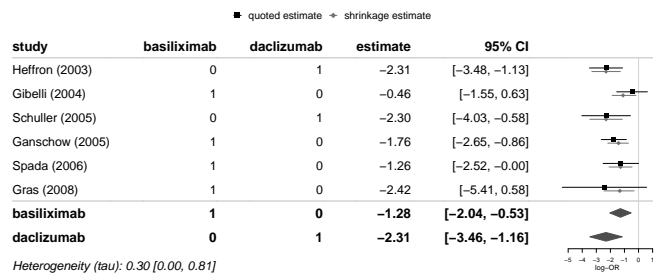 quoted estimate shrinkage estimate
study basiliximab daclizumab estimate 95% CI
Heffron (2003) 0 1 −2.31 [−3.48, −1.13]
Gibelli (2004) 1 0 −0.46 [−1.55, 0.63]
Schuller (2005) 0 1 −2.30 [−4.03, −0.58]
Ganschow (2005) 1 0 −1.76 [−2.65, −0.86]
Spada (2006) 1 0 −1.26 [−2.52, −0.00]
Gras (2008) 1 0 −2.42 [−5.41, 0.58]
basiliximab 1 0 −1.28 [−2.04, −0.53]
daclizumab 0 1 −2.31 [−3.46, −1.16]
−5 −4 −3 −2 −1 0 1
log−OR
Heterogeneity (tau): 0.30 [0.00, 0.81]